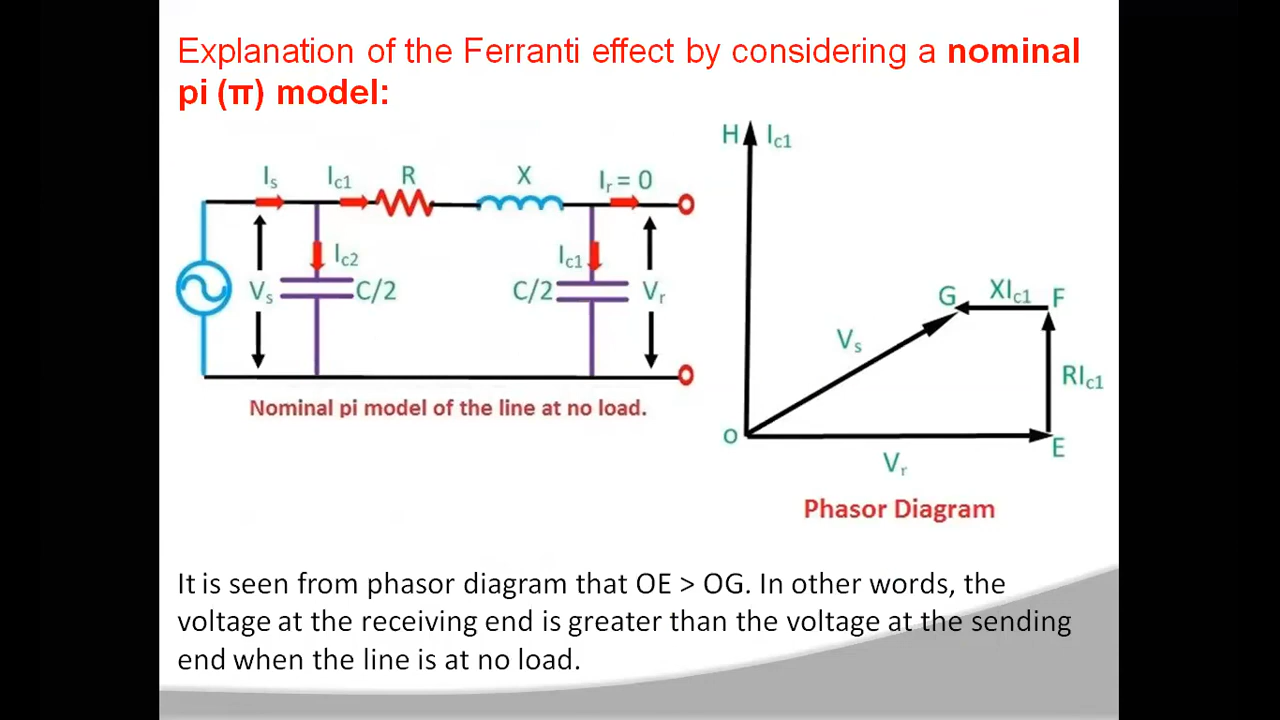 Explanation of the Ferranti effect by considering a nominal
pi (π) model:
Is Ic1 R X Ir = 0
Ic2 Ic1
Vs C/2 C/2 Vr
Nominal pi model of the line at no load.
H Ic1
G XIc1 F
Vs
RIc1
O E
Vr
Phasor Diagram
It is seen from phasor diagram that OE > OG. In other words, the
voltage at the receiving end is greater than the voltage at the sending
end when the line is at no load.